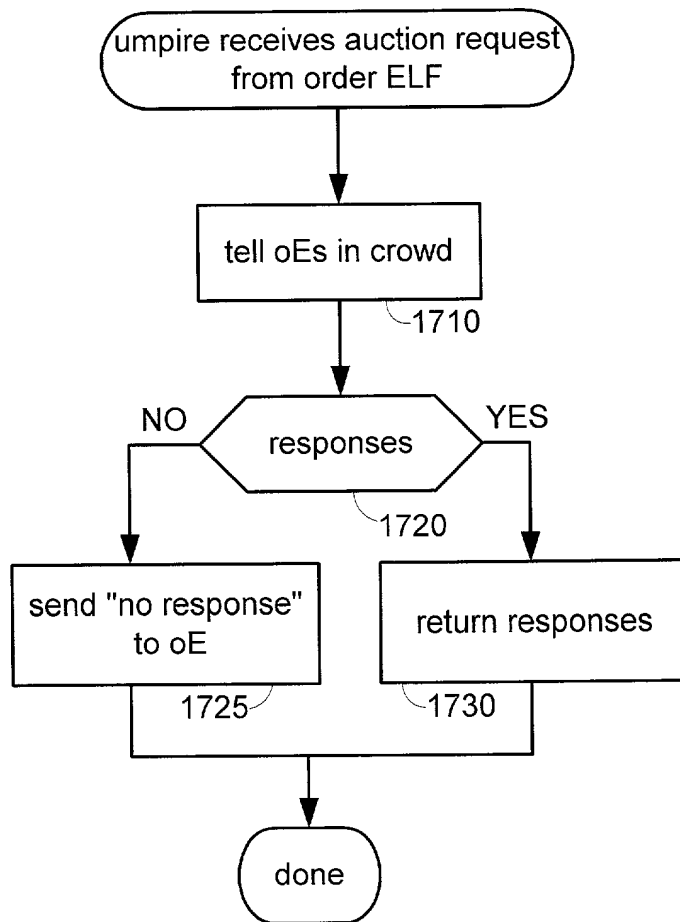 umpire receives auction request
from order ELF
tell oEs in crowd
1710
NO
YES
responses
1720
send "no response"
to oE
return responses
1725
1730
done